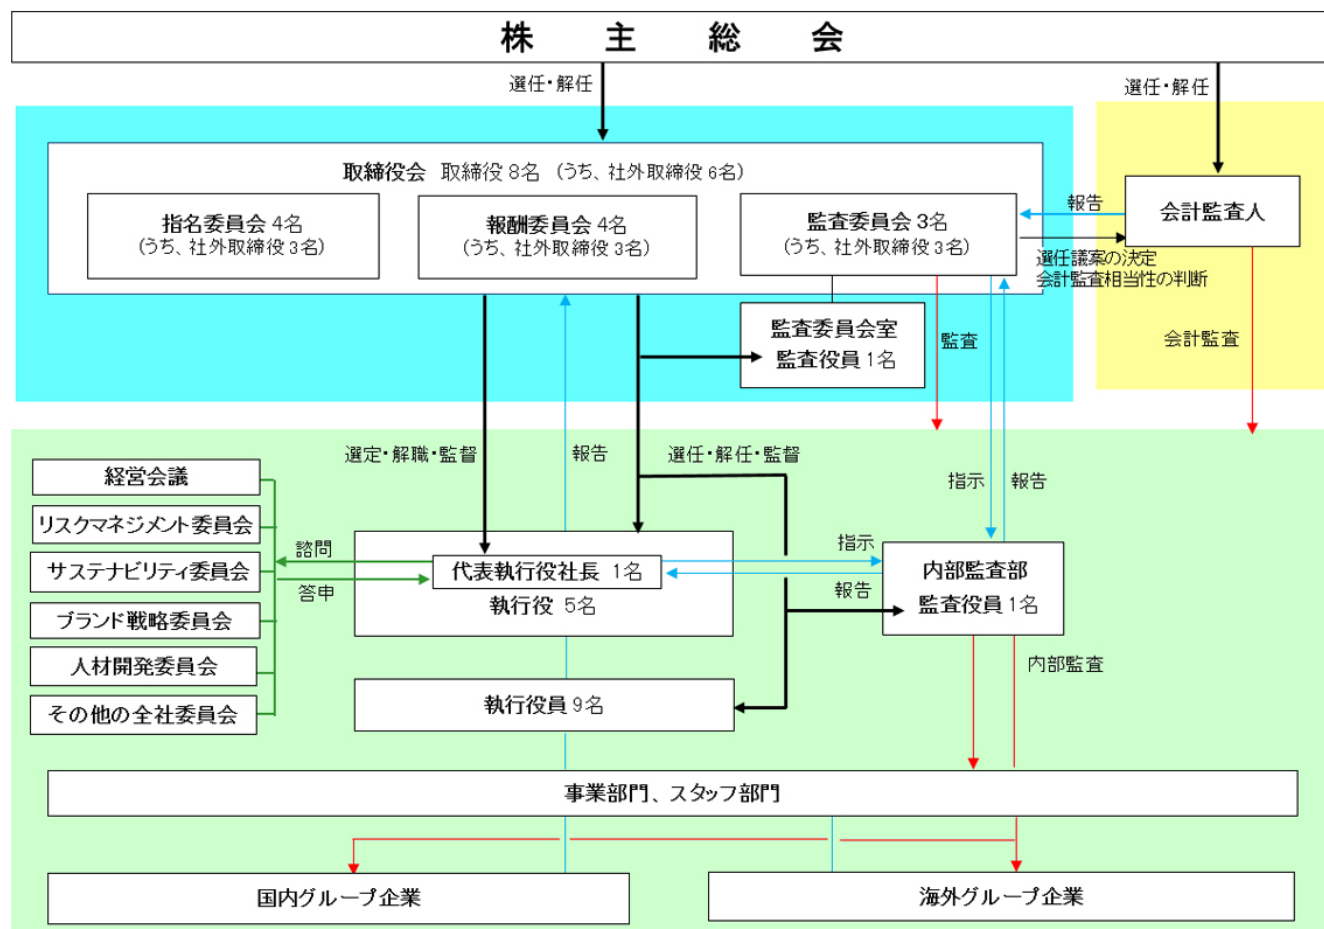 株主総会
選任・解任
選任・解任
取締役会 取締役8名 (うち、社外取締役6名)
指名委員会4名
(うち、社外取締役3名)
報酬委員会4名
(うち、社外取締役3名)
監査委員会3名
(うち、社外取締役3名)
報告
会計監査人
選任議案の決定
会計監査相当性の判断
監査委員会室
監査役員1名
監査
会計監査
選定・解職・監督
報告
選任・解任・監督
指示
報告
経営会議
リスクマネジメント委員会
サステナビリティ委員会
ブランド戦略委員会
人材開発委員会
その他の全社委員会
諮問
答申
代表執行役社長 1名
執行役 5名
指示
報告
内部監査部
監査役員1名
内部監査
執行役員9名
事業部門、スタッフ部門
国内グループ企業
海外グループ企業